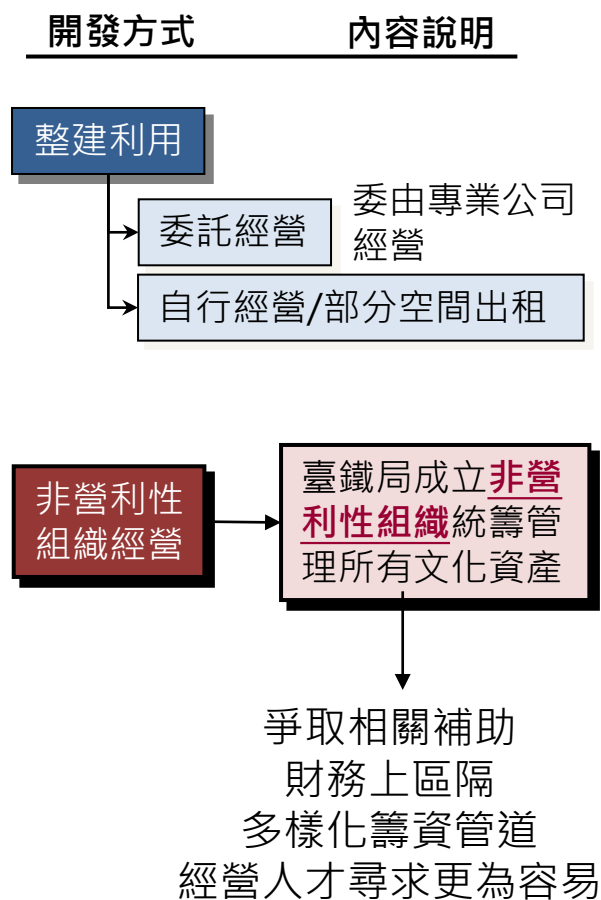 開發方式
內容說明
整建利用
委託經營
委由專業公司
經營
自行經營/部分空間出租
非營利性
組織經營
臺鐵局成立非營
利性組織統籌管
理所有文化資產
爭取相關補助
財務上區隔
多樣化籌資管道
經營人才尋求更為容易